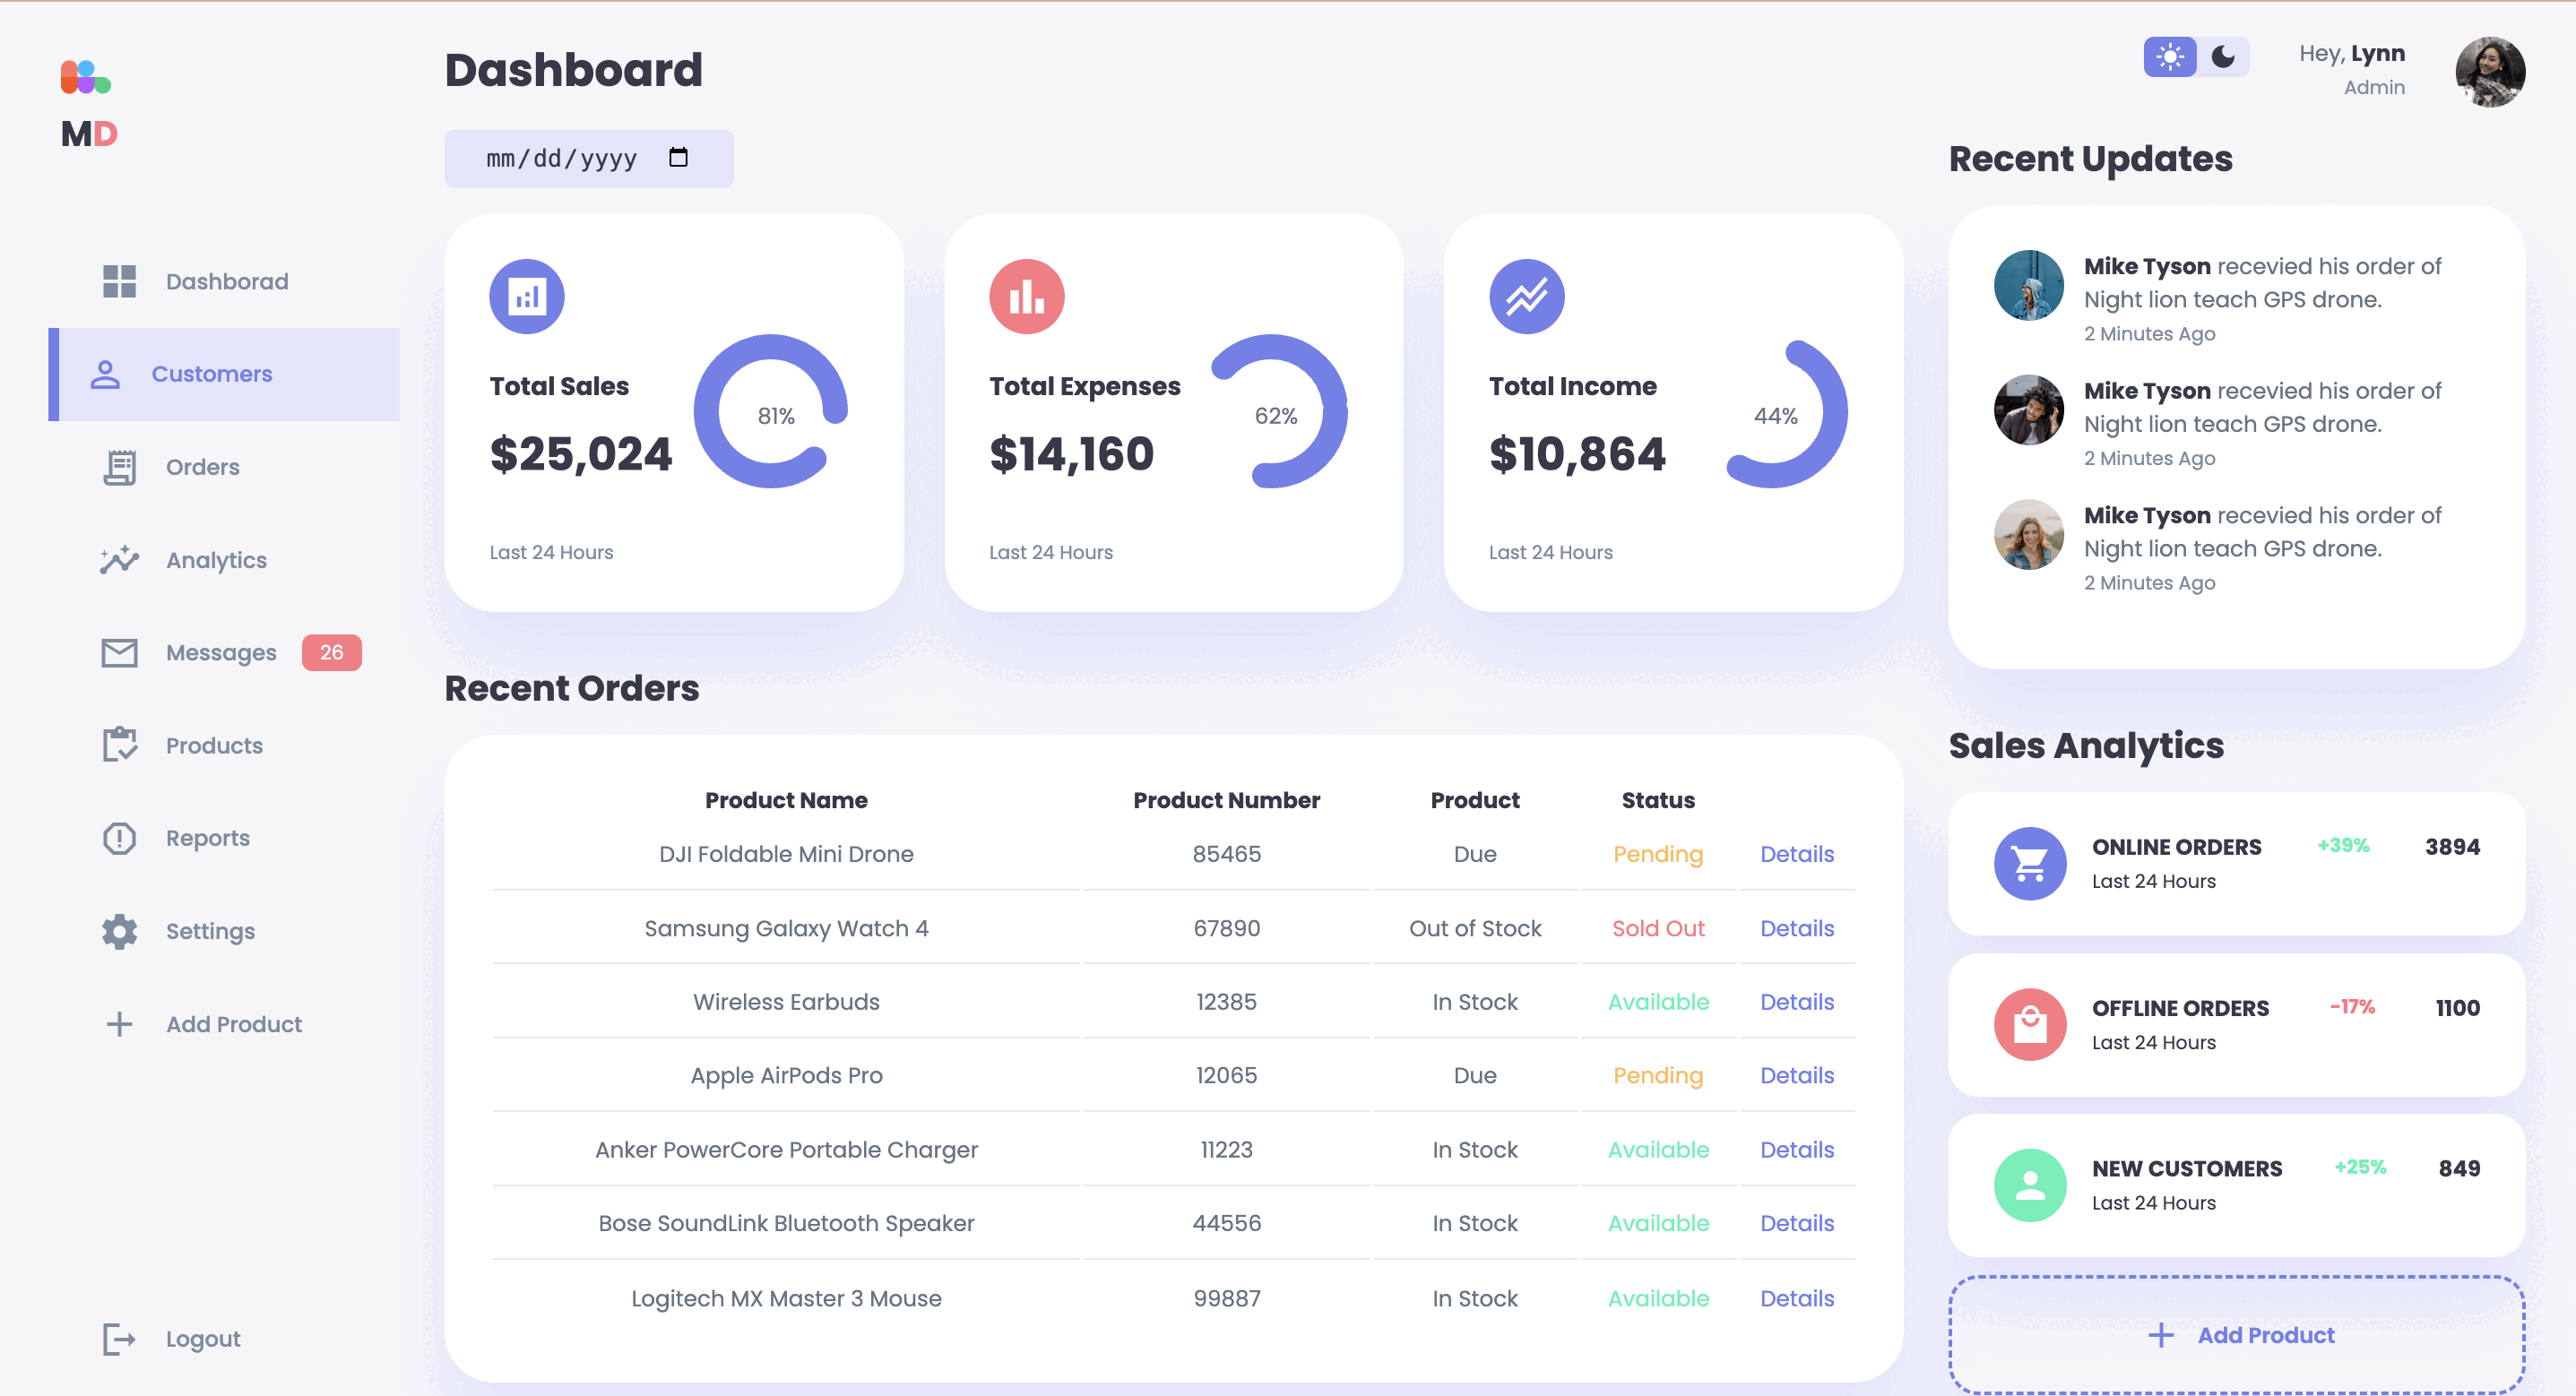 MD
Dashborad
Customers
Orders
Analytics
Messages 26
Products
Reports
Settings
Add Product
Logout
Dashboard
mm/dd/yyyy
Total Sales
$25,024
81%
Last 24 Hours
Total Expenses
$14,160
62%
Last 24 Hours
Total Income
$10,864
44%
Last 24 Hours
Recent Orders
Product Name Product Number Product Status
DJI Foldable Mini Drone 85465 Due Pending Details
Samsung Galaxy Watch 4 67890 Out of Stock Sold Out Details
Wireless Earbuds 12385 In Stock Available Details
Apple AirPods Pro 12065 Due Pending Details
Anker PowerCore Portable Charger 11223 In Stock Available Details
Bose SoundLink Bluetooth Speaker 44556 In Stock Available Details
Logitech MX Master 3 Mouse 99887 In Stock Available Details
Hey, Lynn
Admin
Recent Updates
Mike Tyson recevied his order of
Night lion teach GPS drone.
2 Minutes Ago
Mike Tyson recevied his order of
Night lion teach GPS drone.
2 Minutes Ago
Mike Tyson recevied his order of
Night lion teach GPS drone.
2 Minutes Ago
Sales Analytics
ONLINE ORDERS +39% 3894
Last 24 Hours
OFFLINE ORDERS -17% 1100
Last 24 Hours
NEW CUSTOMERS +25% 849
Last 24 Hours
Add Product